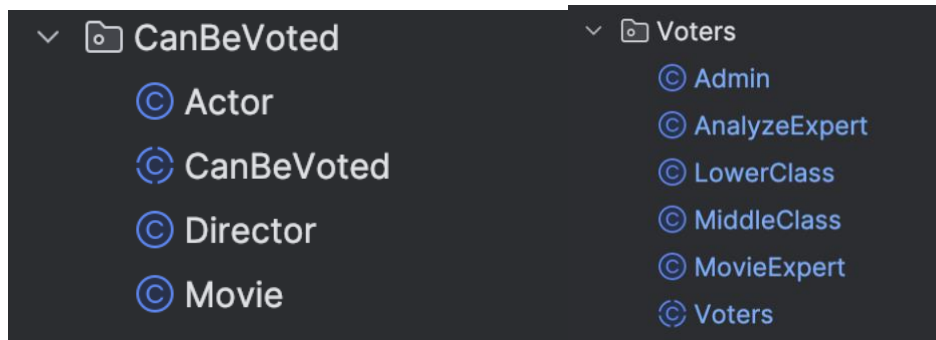 CanBeVoted
Actor
CanBeVoted
Director
Movie
Voters
Admin
AnalyzeExpert
LowerClass
MiddleClass
MovieExpert
Voters